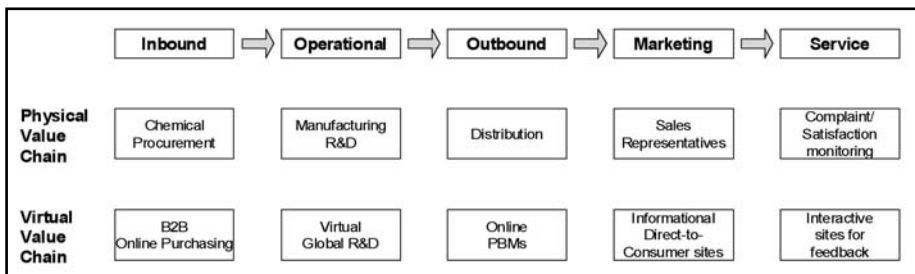 Inbound
Operational
Outbound
Marketing
Service
Physical
Value
Chain
Chemical
Procurement
Manufacturing
R&D
Distribution
Sales
Representatives
Complaint/
Satisfaction
monitoring
Virtual
Value
Chain
B2B
Online Purchasing
Virtual
Global R&D
Online
PBMs
Informational
Direct-to-
Consumer sites
Interactive
sites for
feedback